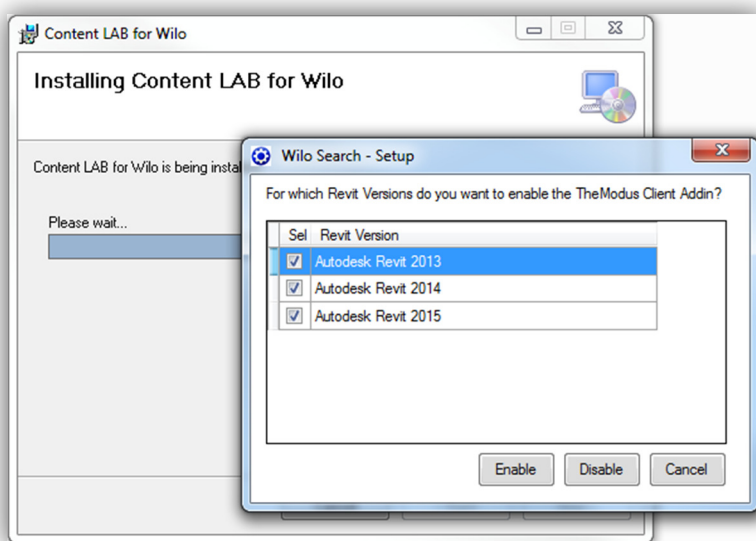 Content LAB for Wilo
Installing Content LAB for Wilo
Content LAB for Wilo is being
Please wait...
Wilo Search - Setup
For which Revit Versions do you want to enable the TheModus Client Addin?
Sel Revit Version
Autodesk Revit 2013
Autodesk Revit 2014
Autodesk Revit 2015
Enable Disable Cancel